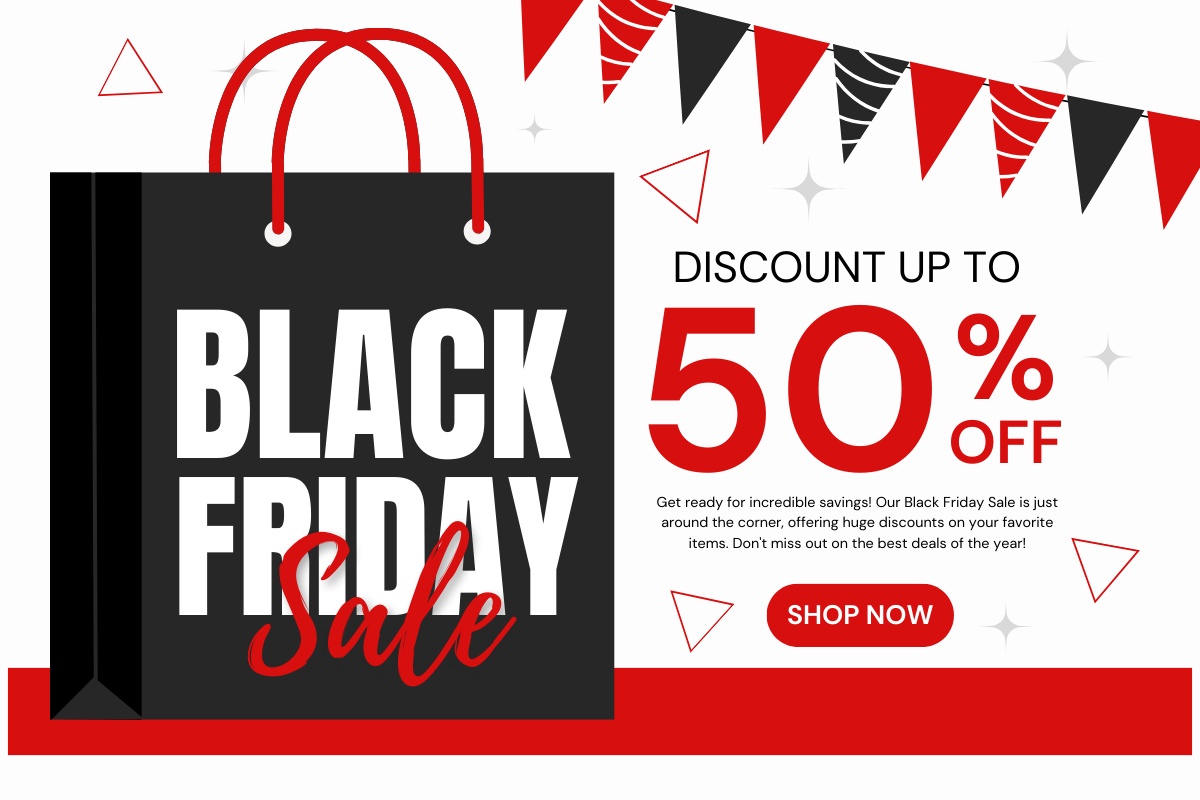 BLACK
FRIDAY
Sale
DISCOUNT UP TO
50%
OFF
Get ready for incredible savings! Our Black Friday Sale is just
around the corner, offering huge discounts on your favorite
items. Don't miss out on the best deals of the year!
SHOP NOW